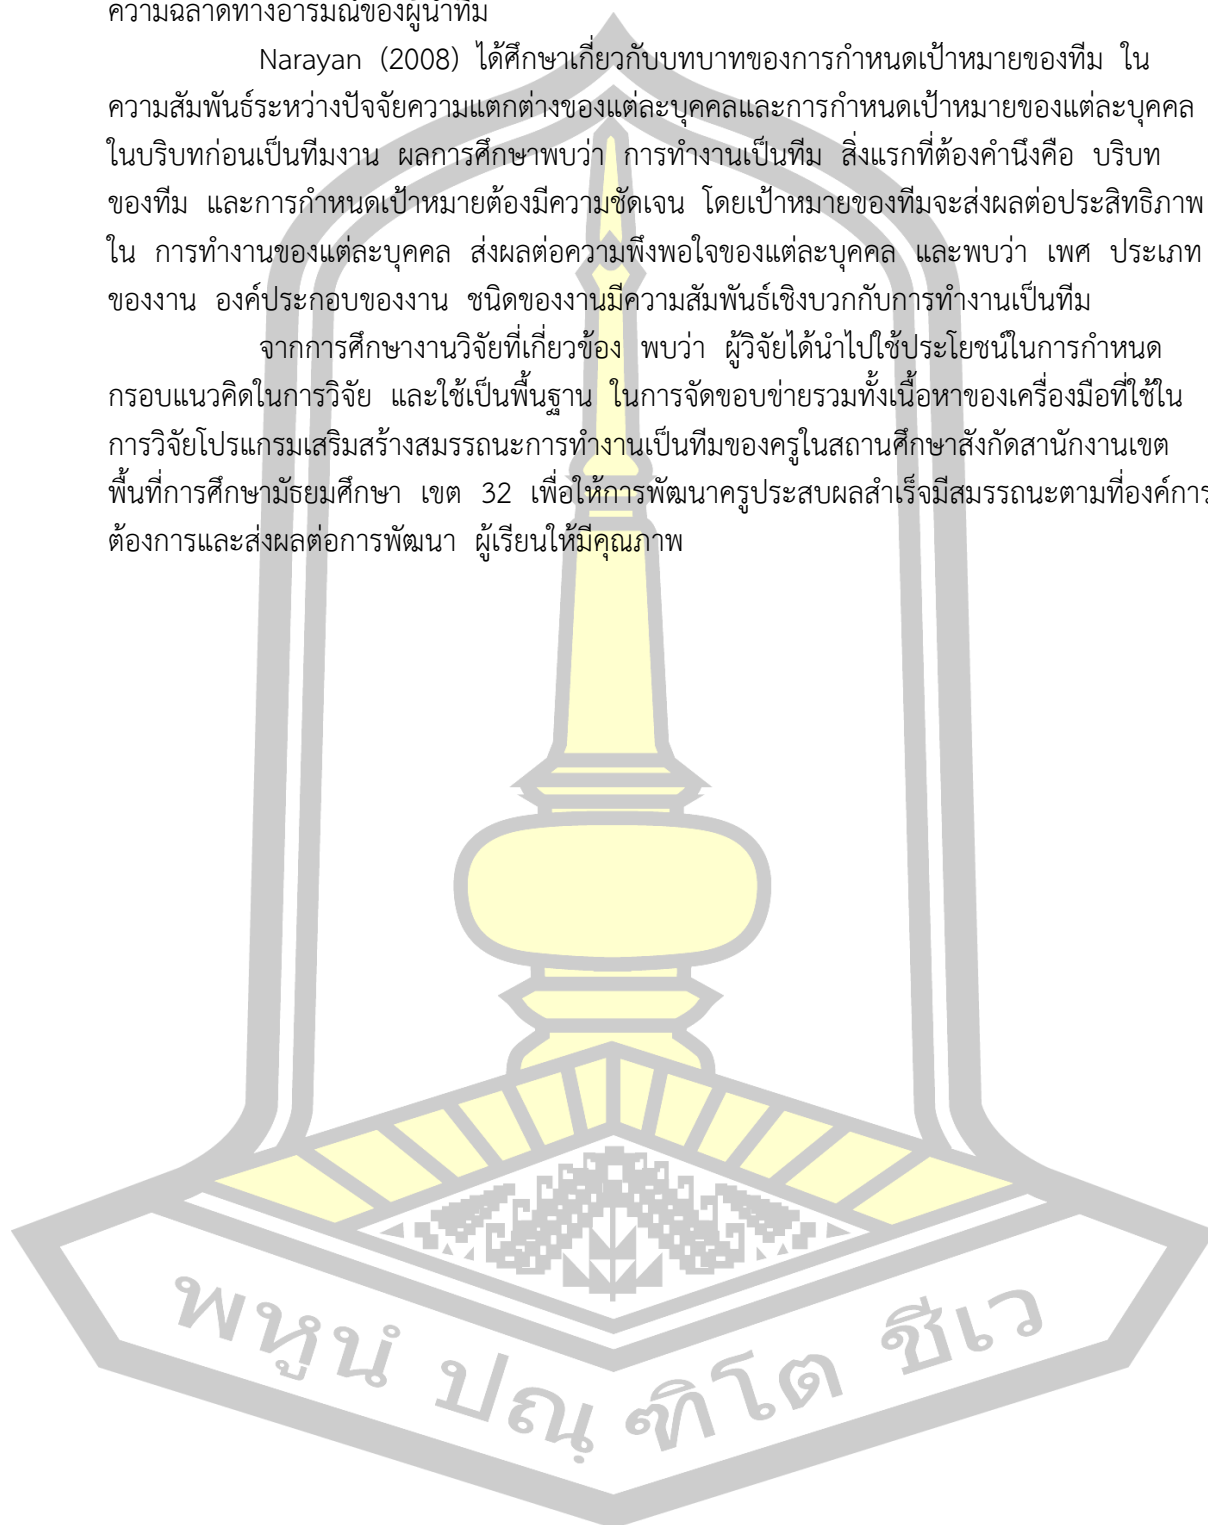 ความฉลาดทางอารมณ์ของผู้นำทีม
Narayan (2008) ได้ศึกษาเกี่ยวกับบทบาทของการกำหนดเป้าหมายของทีม ใน
ความสัมพันธ์ระหว่างปัจจัยความแตกต่างของแต่ละบุคคลและการกำหนดเป้าหมายของแต่ละบุคคล
ในบริบทก่อนเป็นทีมงาน ผลการศึกษาพบว่า การทำงานเป็นทีม สิ่งแรกที่ต้องคำนึงคือ บริบท
ของทีม และการกำหนดเป้าหมายต้องมีความชัดเจน โดยเป้าหมายของทีมจะส่งผลต่อประสิทธิภาพ
ใน การทำงานของแต่ละบุคคล ส่งผลต่อความพึงพอใจของแต่ละบุคคล และพบว่า เพศ ประเภท
ของงาน องค์ประกอบของงาน ชนิดของงานมีความสัมพันธ์เชิงบวกกับการทำงานเป็นทีม
จากการศึกษางานวิจัยที่เกี่ยวข้อง พบว่า ผู้วิจัยได้นำไปใช้ประโยชน์ในการกำหนด
กรอบแนวคิดในการวิจัย และใช้เป็นพื้นฐาน ในการจัดขอบข่ายรวมทั้งเนื้อหาของเครื่องมือที่ใช้ใน
การวิจัยโปรแกรมเสริมสร้างสมรรถนะการทำงานเป็นทีมของครูในสถานศึกษาสังกัดสานักงานเขต
พื้นที่การศึกษามัธยมศึกษา เขต 32 เพื่อให้การพัฒนาครูประสบผลสำเร็จมีสมรรถนะตามที่องค์การ
ต้องการและส่งผลต่อการพัฒนา ผู้เรียนให้มีคุณภาพ
พหูนํ ปณฺ ฑิโต ชีเว